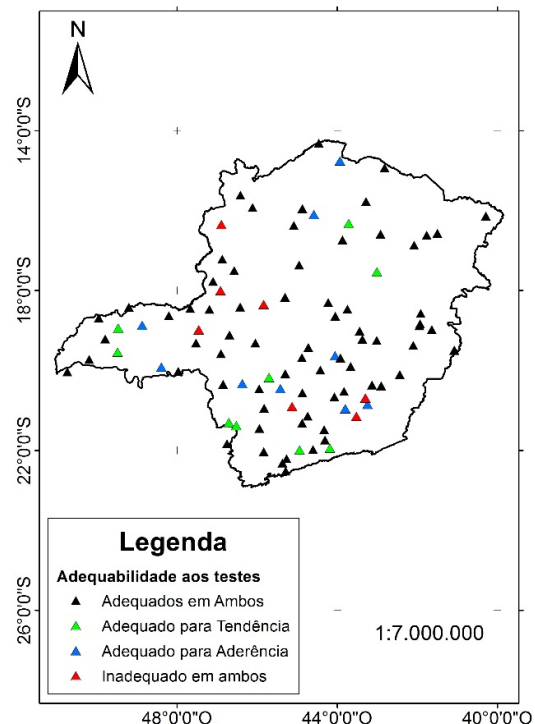 N
14°0'0"S
18°0'0"S
22°0'0"S
26°0'0"S
Legenda
Adequabilidade aos testes
Adequados em Ambos
Adequado para Tendência
Adequado para Aderência
Inadequado em ambos
1:7.000.000
48°0'0"O
44°0'0"O
40°0'0"O